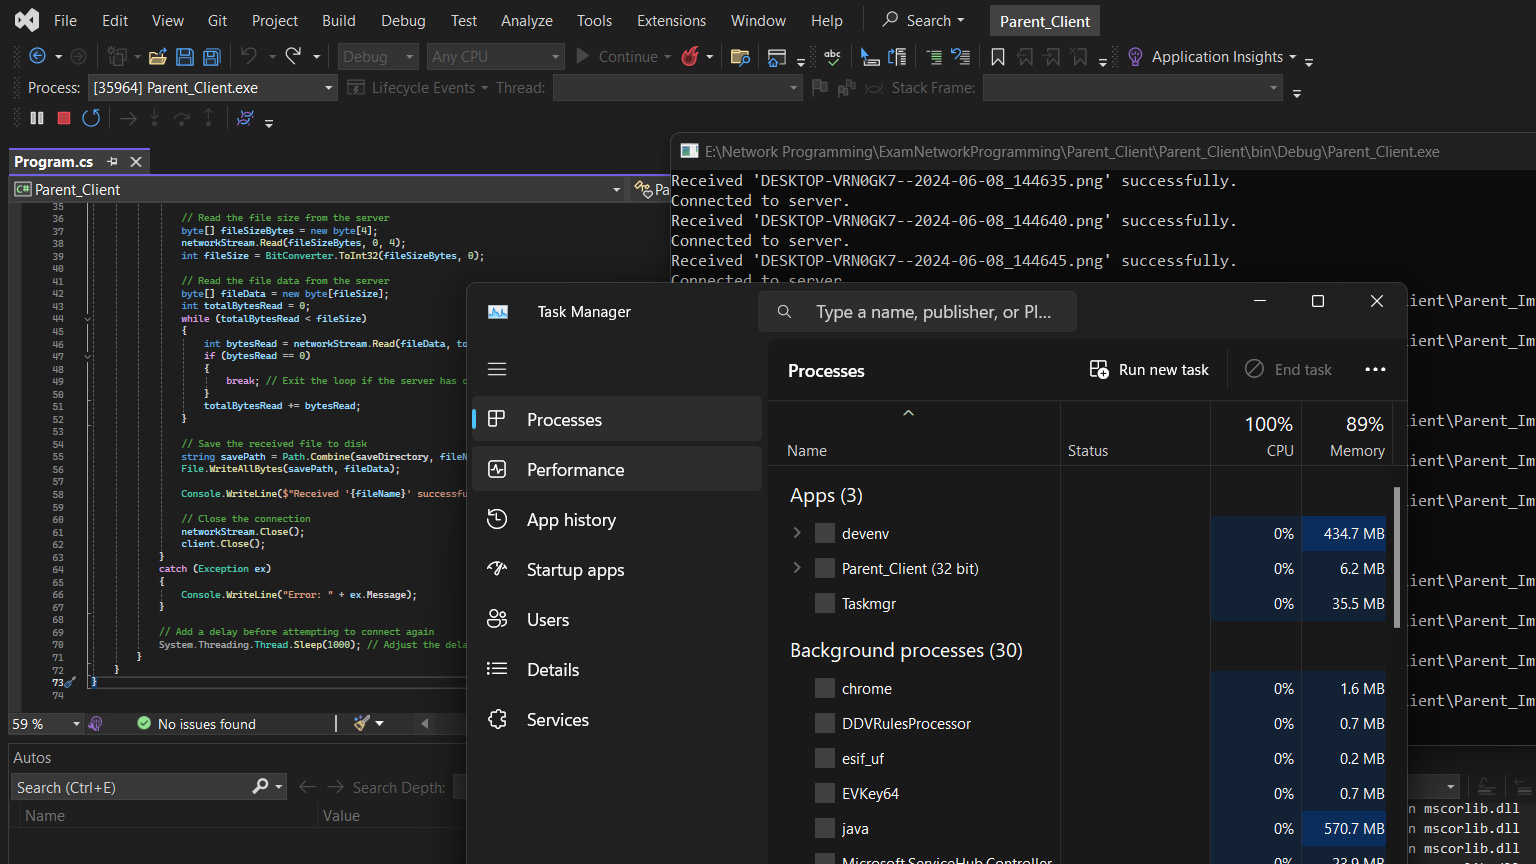 File Edit View Git Project Build Debug Test Analyze Tools Extensions Window Help Search Parent_Client
Debug Any CPU Continue Application Insights
Process: [35964] Parent_Client.exe Lifecycle Events Thread: Stack Frame:
Program.cs
C# Parent_Client Pa
35
36 // Read the file size from the server
37 byte[] fileSizeBytes = new byte[4];
38 networkStream.Read(fileSizeBytes, 0, 4);
39 int fileSize = BitConverter.ToInt32(fileSizeBytes, 0);
40
41 // Read the file data from the server
42 byte[] fileData = new byte[fileSize];
43 int totalBytesRead = 0;
44 while (totalBytesRead < fileSize)
45 {
46 int bytesRead = networkStream.Read(fileData, to
47 if (bytesRead == 0)
48 {
49 break; // Exit the loop if the server has
50 }
51 totalBytesRead += bytesRead;
52 }
53
54 // Save the received file to disk
55 string savePath = Path.Combine(saveDirectory, fileN
56 File.WriteAllBytes(savePath, fileData);
57
58 Console.WriteLine($"Received '{fileName}' successfu
59
60 // Close the connection
61 networkStream.Close();
62 client.Close();
63 }
64 catch (Exception ex)
65 {
66 Console.WriteLine("Error: " + ex.Message);
67 }
68
69 // Add a delay before attempting to connect again
70 System.Threading.Thread.Sleep(1000); // Adjust the dela
71 }
72 }
73 }
74
59 % No issues found
Autos
Search (Ctrl+E) Search Depth:
Name Value
E:\Network Programming\ExamNetworkProgramming\Parent_Client\Parent_Client\bin\Debug\Parent_Client.exe
Received 'DESKTOP-VRN0GK7--2024-06-08_144635.png' successfully.
Connected to server.
Received 'DESKTOP-VRN0GK7--2024-06-08_144640.png' successfully.
Connected to server.
Received 'DESKTOP-VRN0GK7--2024-06-08_144645.png' successfully.
Connected to server.
lient\Parent_Im
lient\Parent_Im
lient\Parent_Im
lient\Parent_Im
lient\Parent_Im
lient\Parent_Im
lient\Parent_Im
lient\Parent_Im
lient\Parent_Im
Task Manager
Type a name, publisher, or Pl...
Processes
Performance
App history
Startup apps
Users
Details
Services
Processes Run new task End task
100% 89%
Name Status CPU Memory
Apps (3)
devenv 0% 434.7 MB
Parent_Client (32 bit) 0% 6.2 MB
Taskmgr 0% 35.5 MB
Background processes (30)
chrome 0% 1.6 MB
DDVRulesProcessor 0% 0.7 MB
esif_uf 0% 0.2 MB
EVKey64 0% 0.7 MB
java 0% 570.7 MB
Microsoft.ServiceHub.Controller 0% 23.9 MB
n mscorlib.dll
n mscorlib.dll
n mscorlib.dll